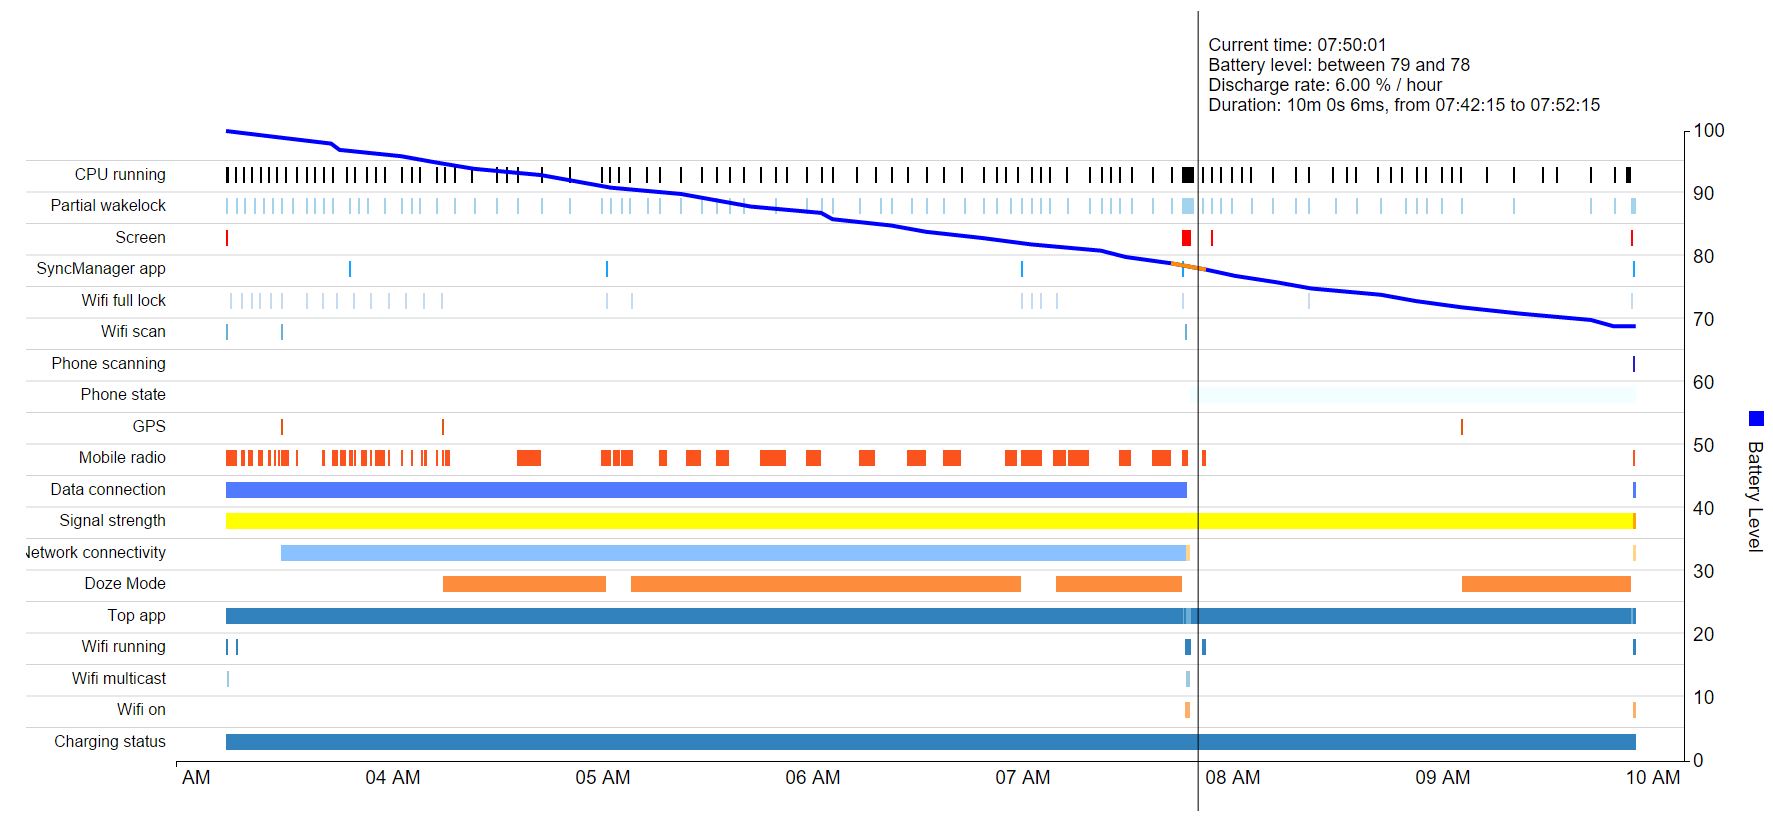 Current time: 07:50:01
Battery level: between 79 and 78
Discharge rate: 6.00 % / hour
Duration: 10m 0s 6ms, from 07:42:15 to 07:52:15
100
CPU running
90
Partial wakelock
Screen
80
SyncManager app
Wifi full lock
70
Wifi scan
Phone scanning
60
Phone state
GPS
50
Mobile radio
Data connection
40
Signal strength
Network connectivity
30
Doze Mode
Top app
20
Wifi running
Wifi multicast
10
Wifi on
Charging status
0
AM 04 AM 05 AM 06 AM 07 AM 08 AM 09 AM 10 AM
Battery Level